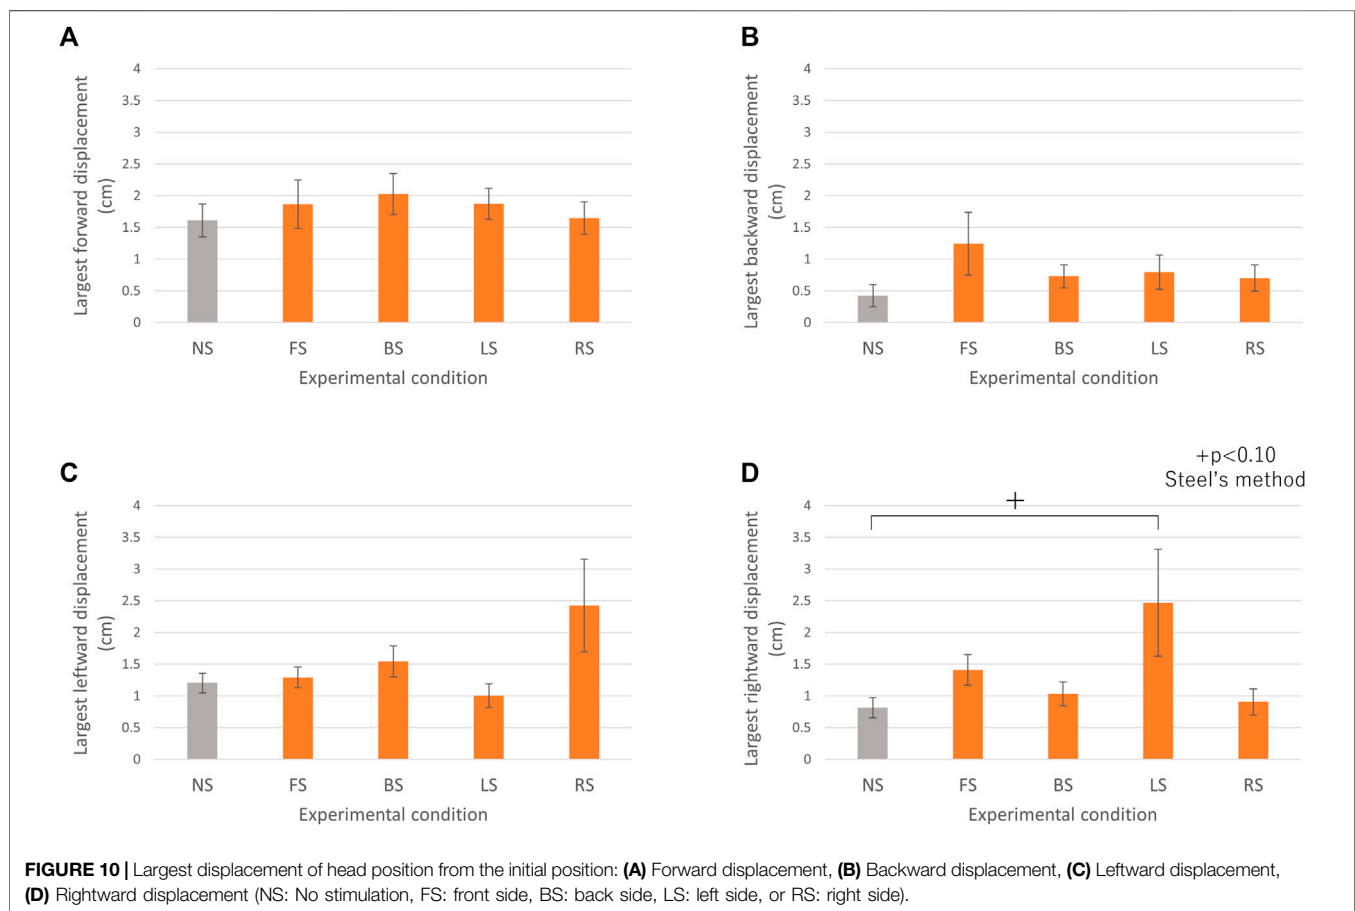 A
Largest forward displacement
(cm)
4
3.5
3
2.5
2
1.5
1
0.5
0
NS FS BS LS RS
Experimental condition
B
Largest backward displacement
(cm)
4
3.5
3
2.5
2
1.5
1
0.5
0
NS FS BS LS RS
Experimental condition
C
Largest leftward displacement
(cm)
4
3.5
3
2.5
2
1.5
1
0.5
0
NS FS BS LS RS
Experimental condition
D
+p<0.10
Steel's method
+
Largest rightward displacement
(cm)
4
3.5
3
2.5
2
1.5
1
0.5
0
NS FS BS LS RS
Experimental condition
FIGURE 10 | Largest displacement of head position from the initial position: (A) Forward displacement, (B) Backward displacement, (C) Leftward displacement,
(D) Rightward displacement (NS: No stimulation, FS: front side, BS: back side, LS: left side, or RS: right side).